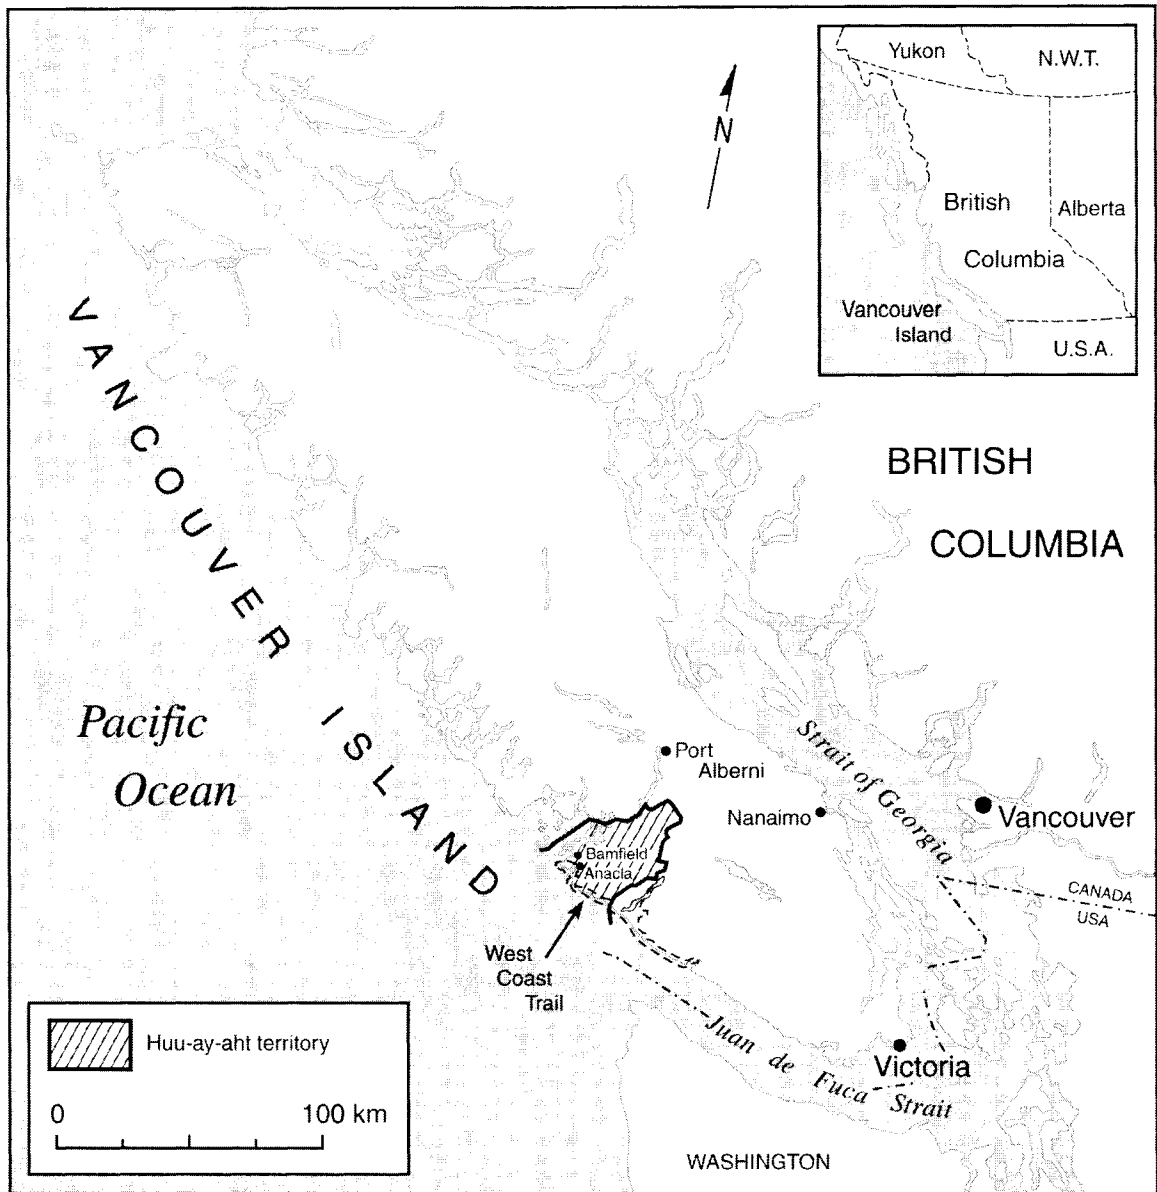 Yukon
N.W.T.
British
Alberta
Columbia
Vancouver
Island
U.S.A.
N
BRITISH
COLUMBIA
VANCOUVER ISLAND
Pacific
Ocean
Strait of Georgia
Port
Alberni
Nanaimo
Vancouver
Bamfield
Anacla
CANADA
USA
West
Coast
Trail
Juan de Fuca Strait
Victoria
Huu-ay-aht territory
0 100 km
WASHINGTON